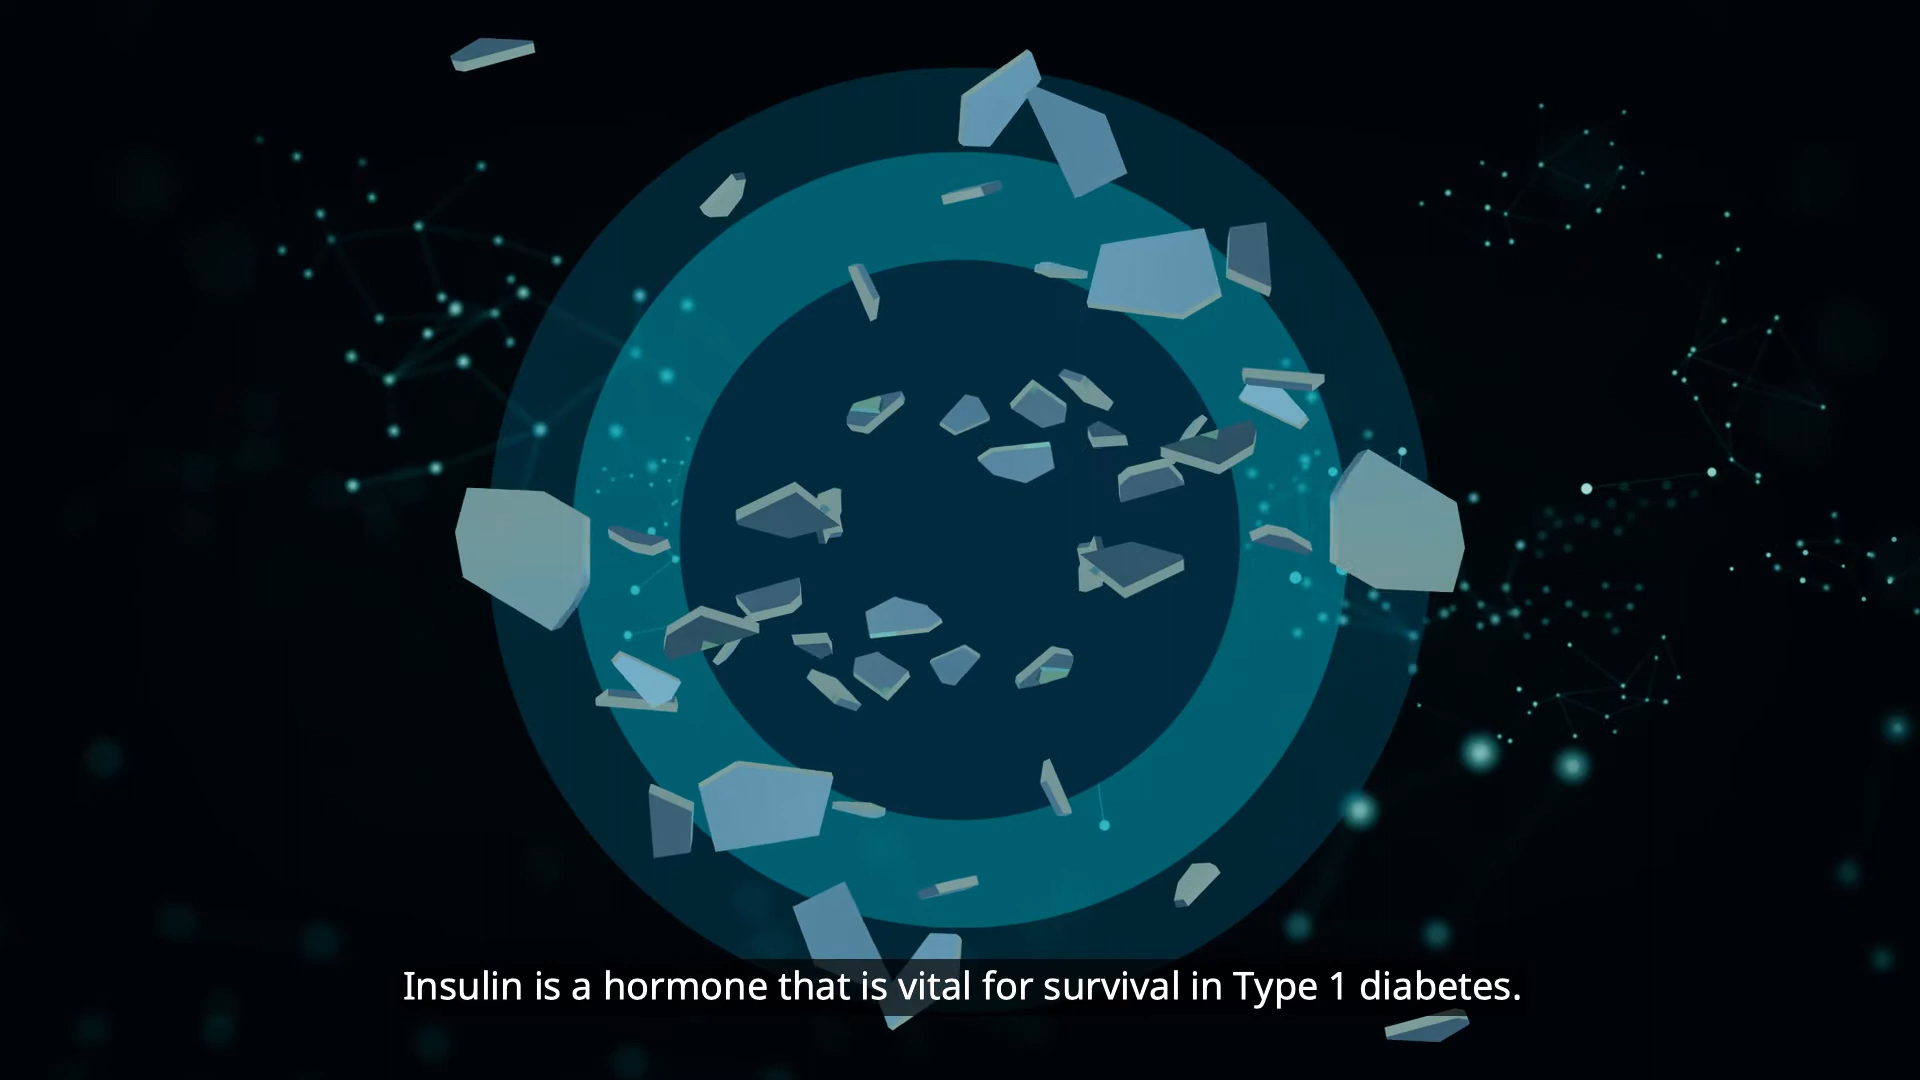 Insulin is a hormone that is vital for survival in Type 1 diabetes.